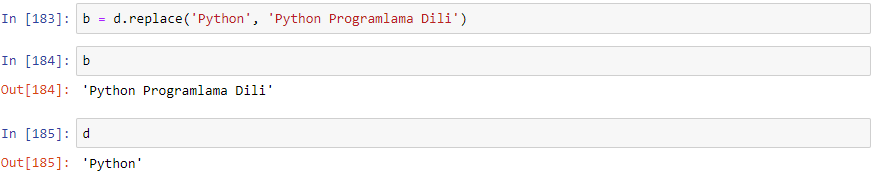 In [183]: b = d.replace('Python', 'Python Programlama Dili')
In [184]: b
Out[184]: 'Python Programlama Dili'
In [185]: d
Out[185]: 'Python'